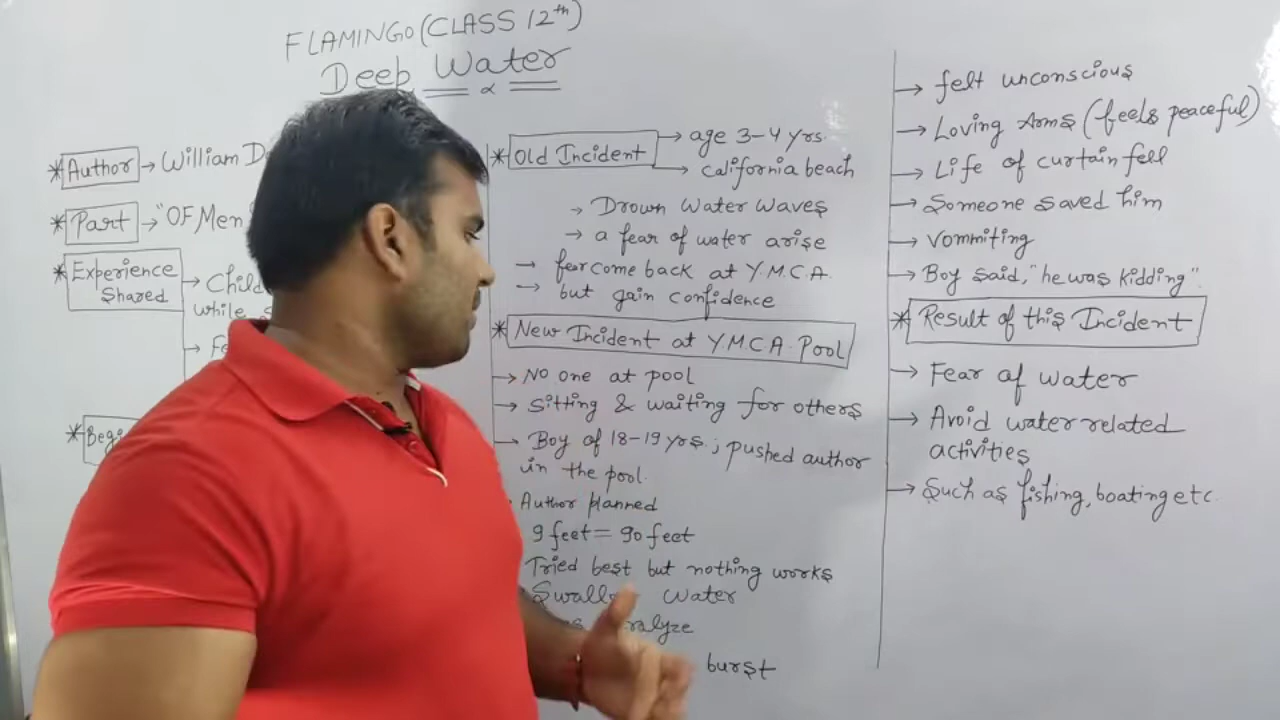 FLAMINGO (CLASS 12th)
Deep Water
* Author → William
* Part → "OF Men
* Experience Shared →
while
→
*
* Old Incident → age 3-4 yrs.
→ california beach
→ Drown Water Waves
→ a fear of water arise
→ fear come back at Y.M.C.A.
→ but gain confidence
* New Incident at YMCA Pool
→ No one at pool
→ Sitting & waiting for others
→ Boy of 18-19 yrs.; pushed author
in the pool.
Author planned
9 feet = 90 feet
Tried best but nothing works
Water
burst
→ felt unconscious
→ Loving Arms (feels peaceful)
→ Life of curtain fell
→ Someone saved him
→ Vommiting
→ Boy said, "he was kidding".
* Result of this Incident
→ Fear of water
→ Avoid water related
activities
→ Such as fishing, boating etc.